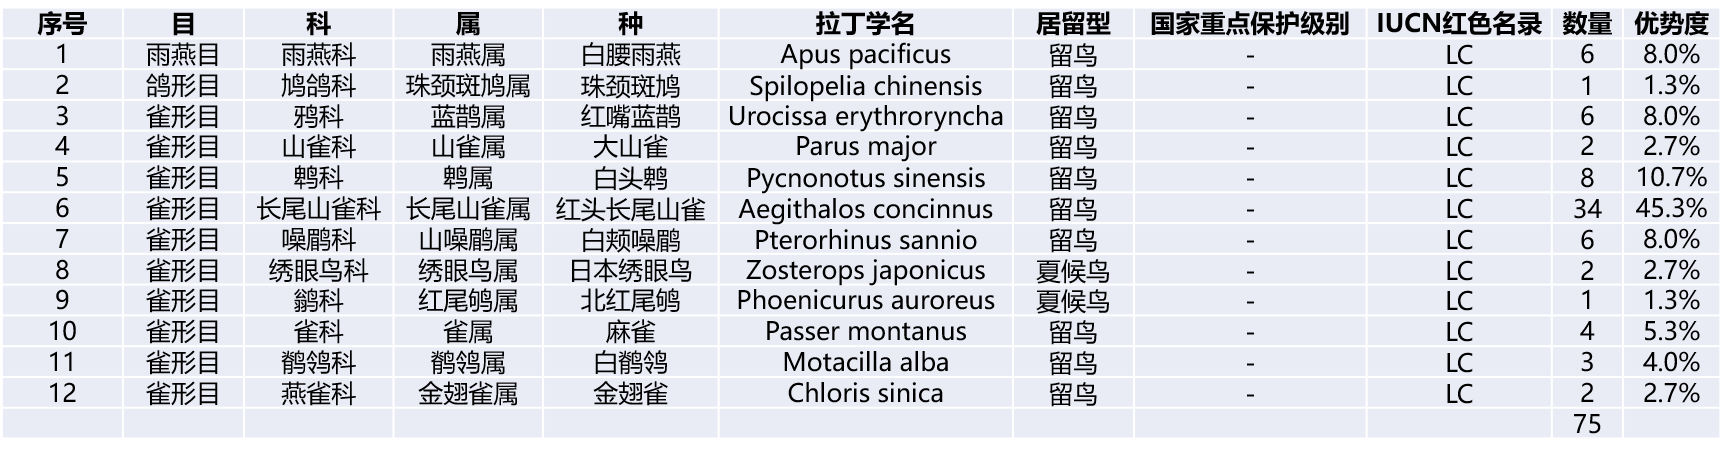 序号 目 科 属 种 拉丁学名 居留型 国家重点保护级别 IUCN红色名录 数量 优势度
1 雨燕目 雨燕科 雨燕属 白腰雨燕 Apus pacificus 留鸟 - LC 6 8.0%
2 鸽形目 鸠鸽科 珠颈斑鸠属 珠颈斑鸠 Spilopelia chinensis 留鸟 - LC 1 1.3%
3 雀形目 鸦科 蓝鹊属 红嘴蓝鹊 Urocissa erythroryncha 留鸟 - LC 6 8.0%
4 雀形目 山雀科 山雀属 大山雀 Parus major 留鸟 - LC 2 2.7%
5 雀形目 鹎科 鹎属 白头鹎 Pycnonotus sinensis 留鸟 - LC 8 10.7%
6 雀形目 长尾山雀科 长尾山雀属 红头长尾山雀 Aegithalos concinnus 留鸟 - LC 34 45.3%
7 雀形目 噪鹛科 山噪鹛属 白颊噪鹛 Pterorhinus sannio 留鸟 - LC 6 8.0%
8 雀形目 绣眼鸟科 绣眼鸟属 日本绣眼鸟 Zosterops japonicus 夏候鸟 - LC 2 2.7%
9 雀形目 鹟科 红尾鸲属 北红尾鸲 Phoenicurus auroreus 夏候鸟 - LC 1 1.3%
10 雀形目 雀科 雀属 麻雀 Passer montanus 留鸟 - LC 4 5.3%
11 雀形目 鹡鸰科 鹡鸰属 白鹡鸰 Motacilla alba 留鸟 - LC 3 4.0%
12 雀形目 燕雀科 金翅雀属 金翅雀 Chloris sinica 留鸟 - LC 2 2.7%
75